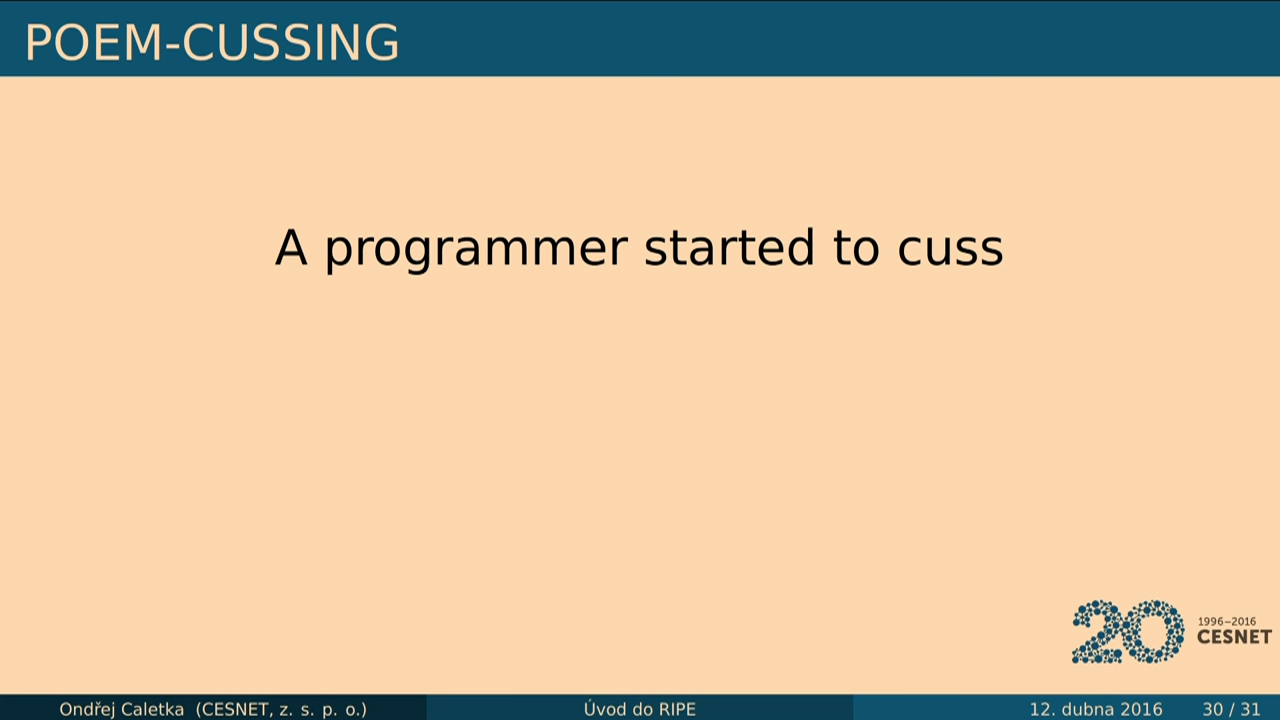 POEM-CUSSING
A programmer started to cuss
20
1996–2016
CESNET
Ondřej Caletka (CESNET, z. s. p. o.)
Úvod do RIPE
12. dubna 2016
30 / 31